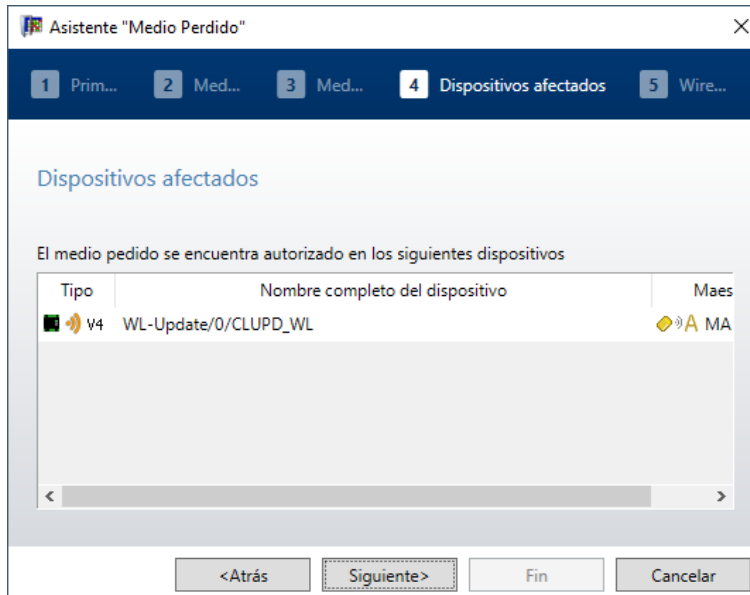 Asistente "Medio Perdido"
1 Prim... 2 Med... 3 Med... 4 Dispositivos afectados 5 Wire...
Dispositivos afectados
El medio pedido se encuentra autorizado en los siguientes dispositivos
Tipo Nombre completo del dispositivo Maes
V4 WL-Update/0/CLUPD_WL A MA
<Atrás Siguiente> Fin Cancelar